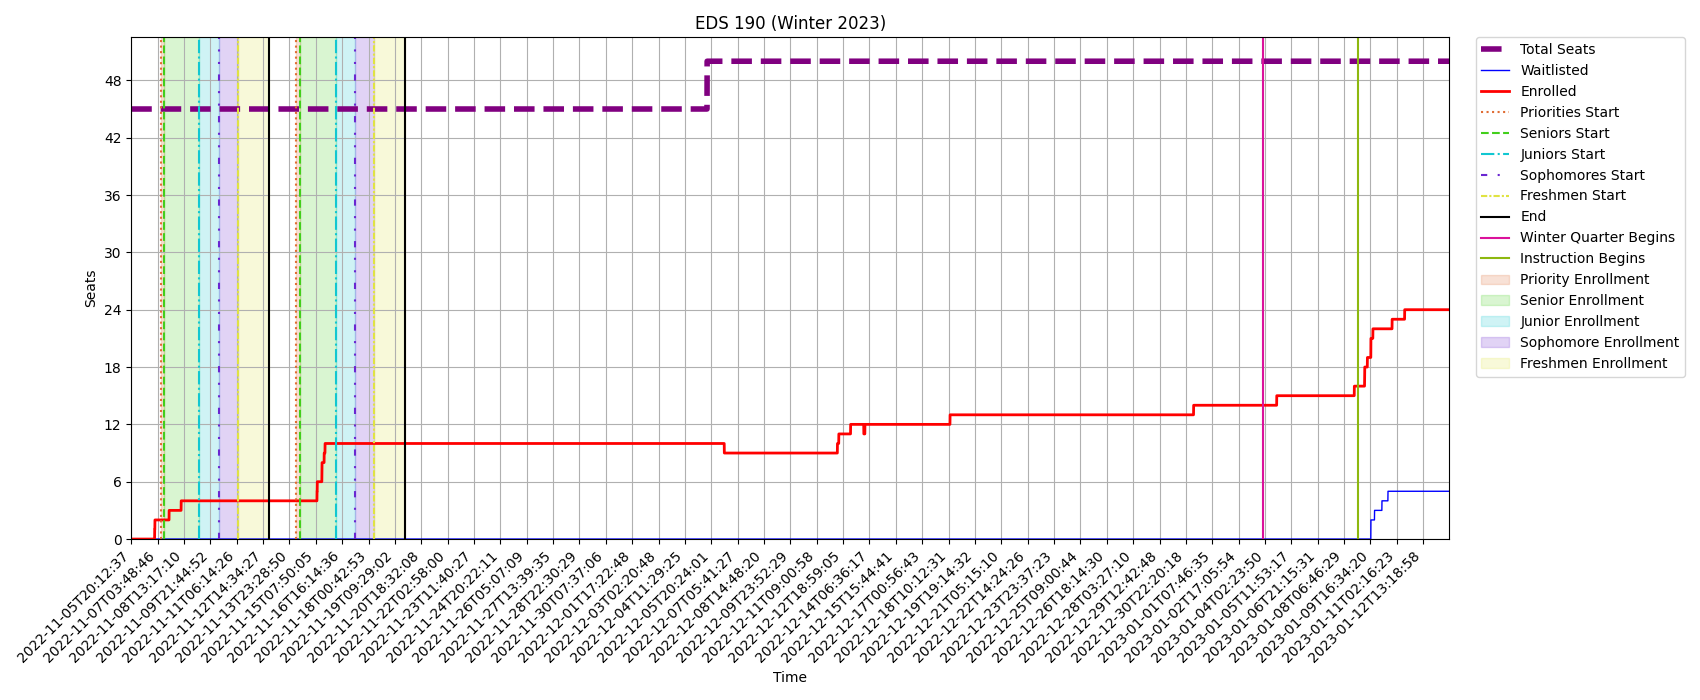 EDS 190 (Winter 2023)
Seats
48
42
36
30
24
18
12
6
0
2022-11-05T20:12:37
2022-11-07T03:48:46
2022-11-08T13:17:10
2022-11-09T21:44:52
2022-11-11T06:14:26
2022-11-12T14:34:27
2022-11-13T23:28:50
2022-11-15T07:50:05
2022-11-16T16:14:36
2022-11-18T00:42:53
2022-11-19T09:29:02
2022-11-20T18:32:08
2022-11-22T02:58:00
2022-11-23T11:40:27
2022-11-24T20:22:11
2022-11-26T05:07:09
2022-11-27T13:39:35
2022-11-28T22:30:29
2022-11-30T07:37:06
2022-12-01T17:22:48
2022-12-03T02:20:48
2022-12-04T11:29:25
2022-12-05T20:24:01
2022-12-07T05:41:27
2022-12-08T14:48:20
2022-12-09T23:52:29
2022-12-11T09:00:58
2022-12-12T18:59:05
2022-12-14T06:36:17
2022-12-15T15:44:41
2022-12-17T00:56:43
2022-12-18T10:12:31
2022-12-19T19:14:32
2022-12-21T05:15:10
2022-12-22T14:24:26
2022-12-23T23:37:23
2022-12-25T09:00:44
2022-12-26T18:14:30
2022-12-28T03:27:10
2022-12-29T12:42:48
2022-12-30T22:20:18
2023-01-01T07:46:35
2023-01-02T17:05:54
2023-01-04T02:23:50
2023-01-05T11:53:17
2023-01-06T21:15:31
2023-01-08T06:46:29
2023-01-09T16:34:20
2023-01-11T02:16:23
2023-01-12T13:18:58
Time
Total Seats
Waitlisted
Enrolled
Priorities Start
Seniors Start
Juniors Start
Sophomores Start
Freshmen Start
End
Winter Quarter Begins
Instruction Begins
Priority Enrollment
Senior Enrollment
Junior Enrollment
Sophomore Enrollment
Freshmen Enrollment